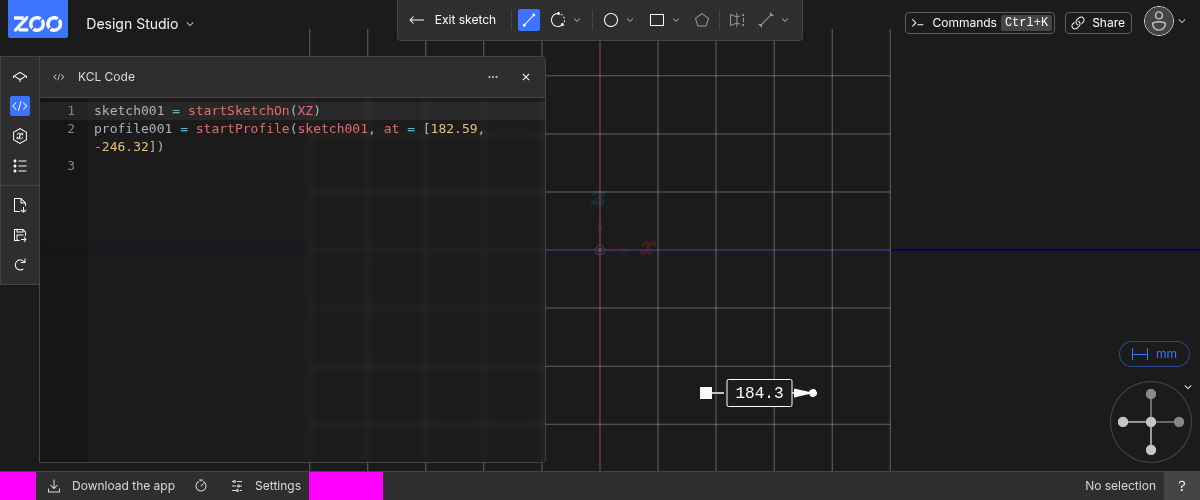 ZOO
Design Studio
Exit sketch
Commands Ctrl+K
Share
KCL Code
1 sketch001 = startSketchOn(XZ)
2 profile001 = startProfile(sketch001, at = [182.59,
-246.32])
3
z
x
mm
184.3
Download the app
Settings
No selection
?